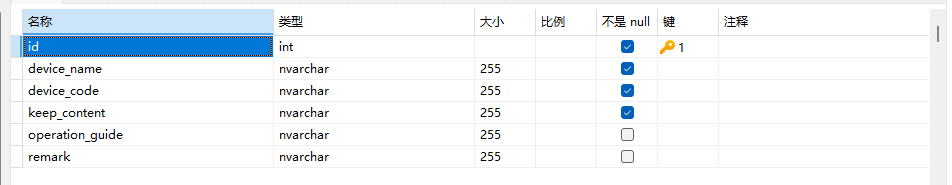 名称 类型 大小 比例 不是 null 键 注释
id int 1
device_name nvarchar 255
device_code nvarchar 255
keep_content nvarchar 255
operation_guide nvarchar 255
remark nvarchar 255